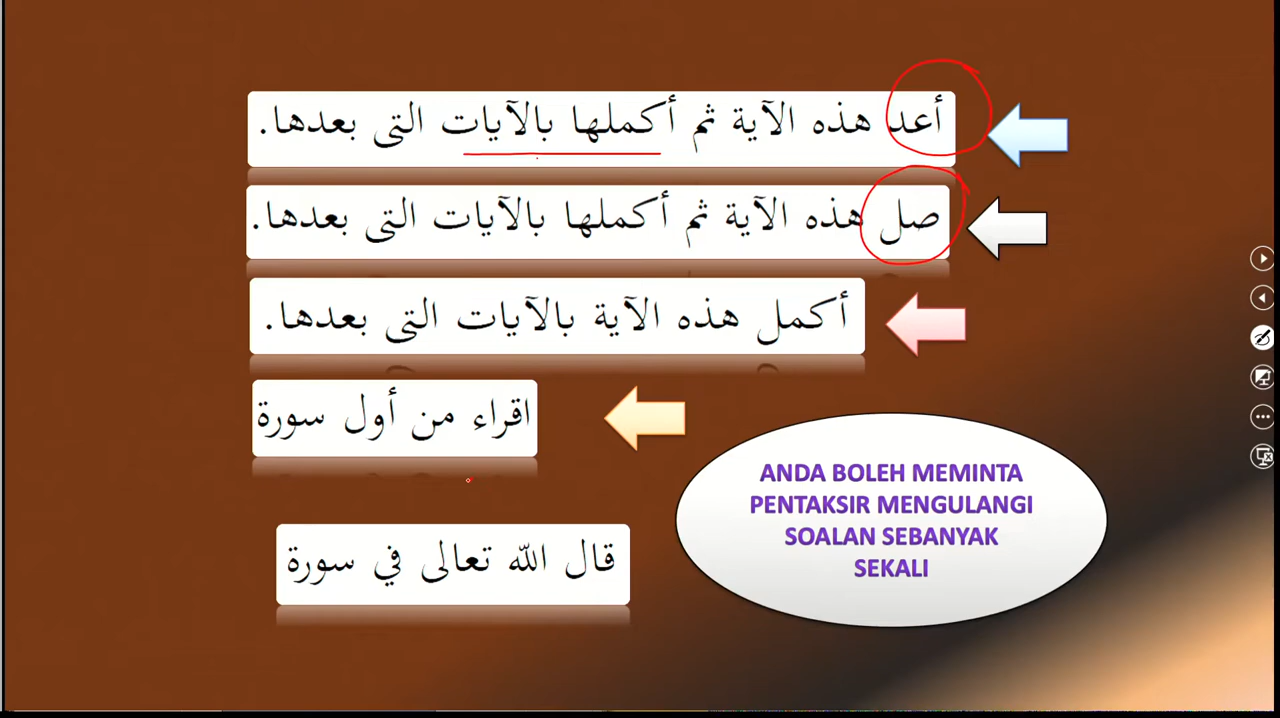 أعد هذه الآية ثم أكملها بالآيات التى بعدها.
صل هذه الآية ثم أكملها بالآيات التى بعدها.
أكمل هذه الآية بالآيات التى بعدها.
اقراء من أول سورة
قال الله تعالى في سورة
ANDA BOLEH MEMINTA
PENTAKSIR MENGULANGI
SOALAN SEBANYAK
SEKALI